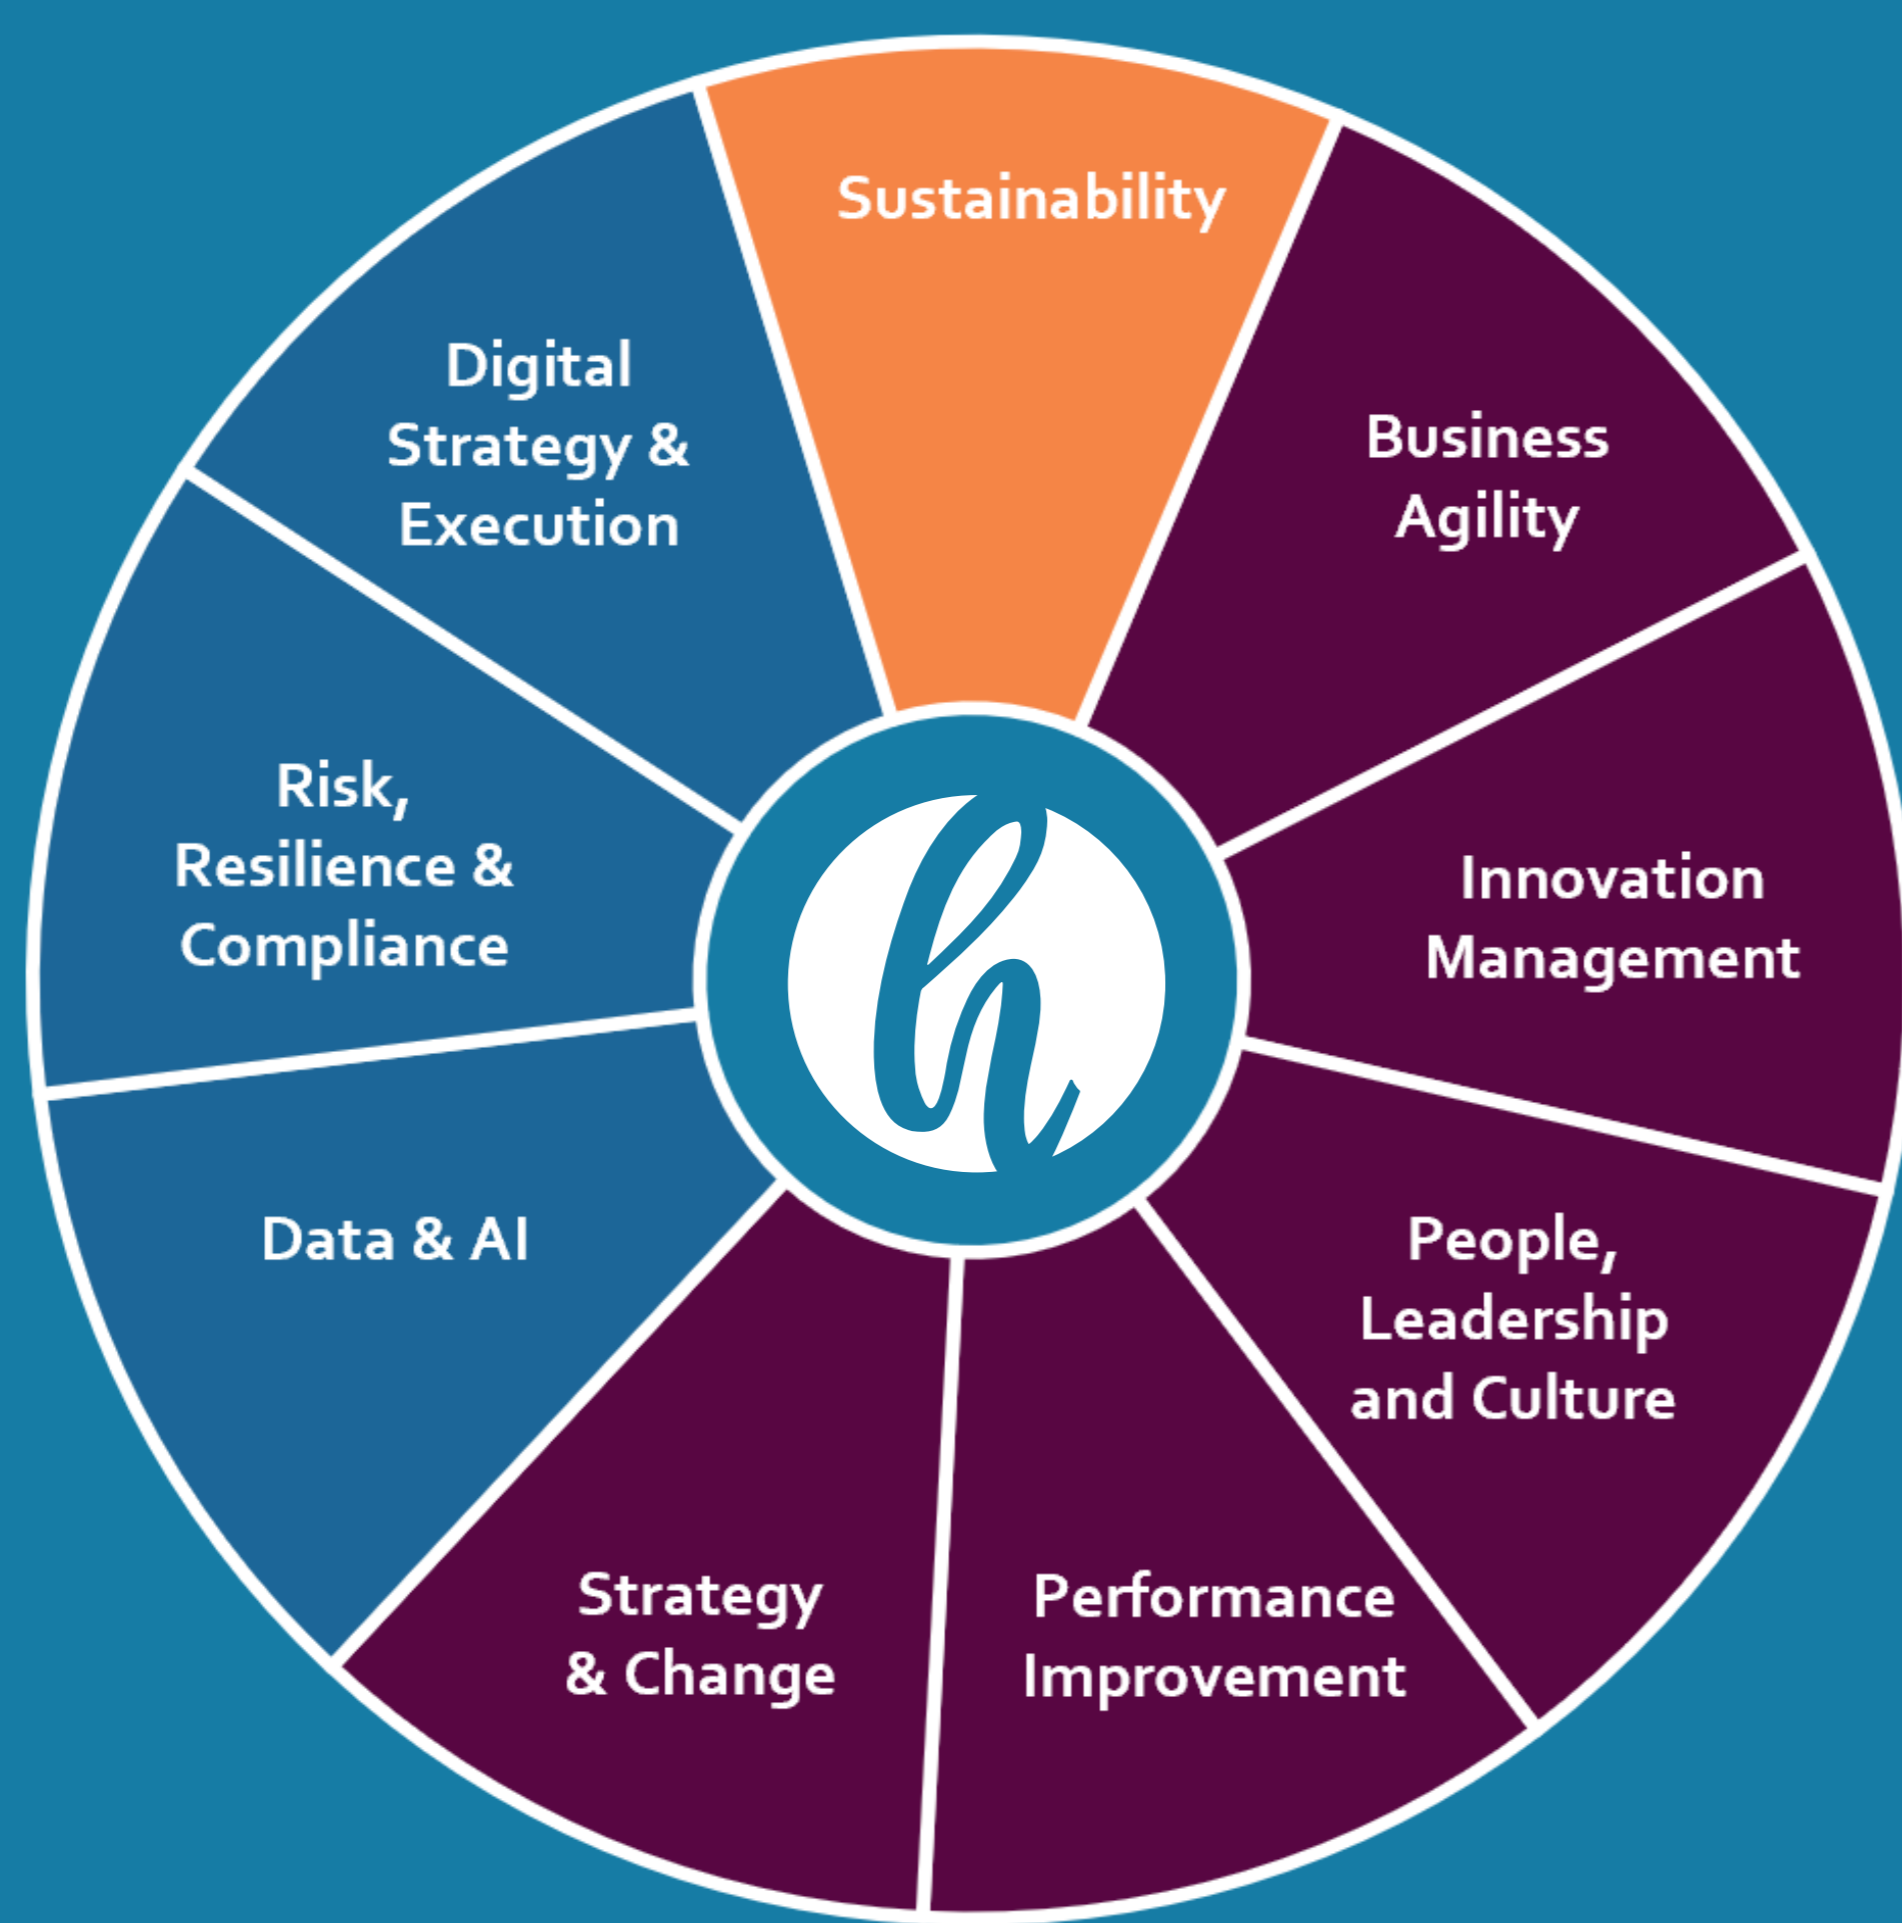 Sustainability
Business
Agility
Innovation
Management
People,
Leadership
and Culture
Performance
Improvement
Strategy
& Change
Data & AI
Risk,
Resilience &
Compliance
Digital
Strategy &
Execution
h